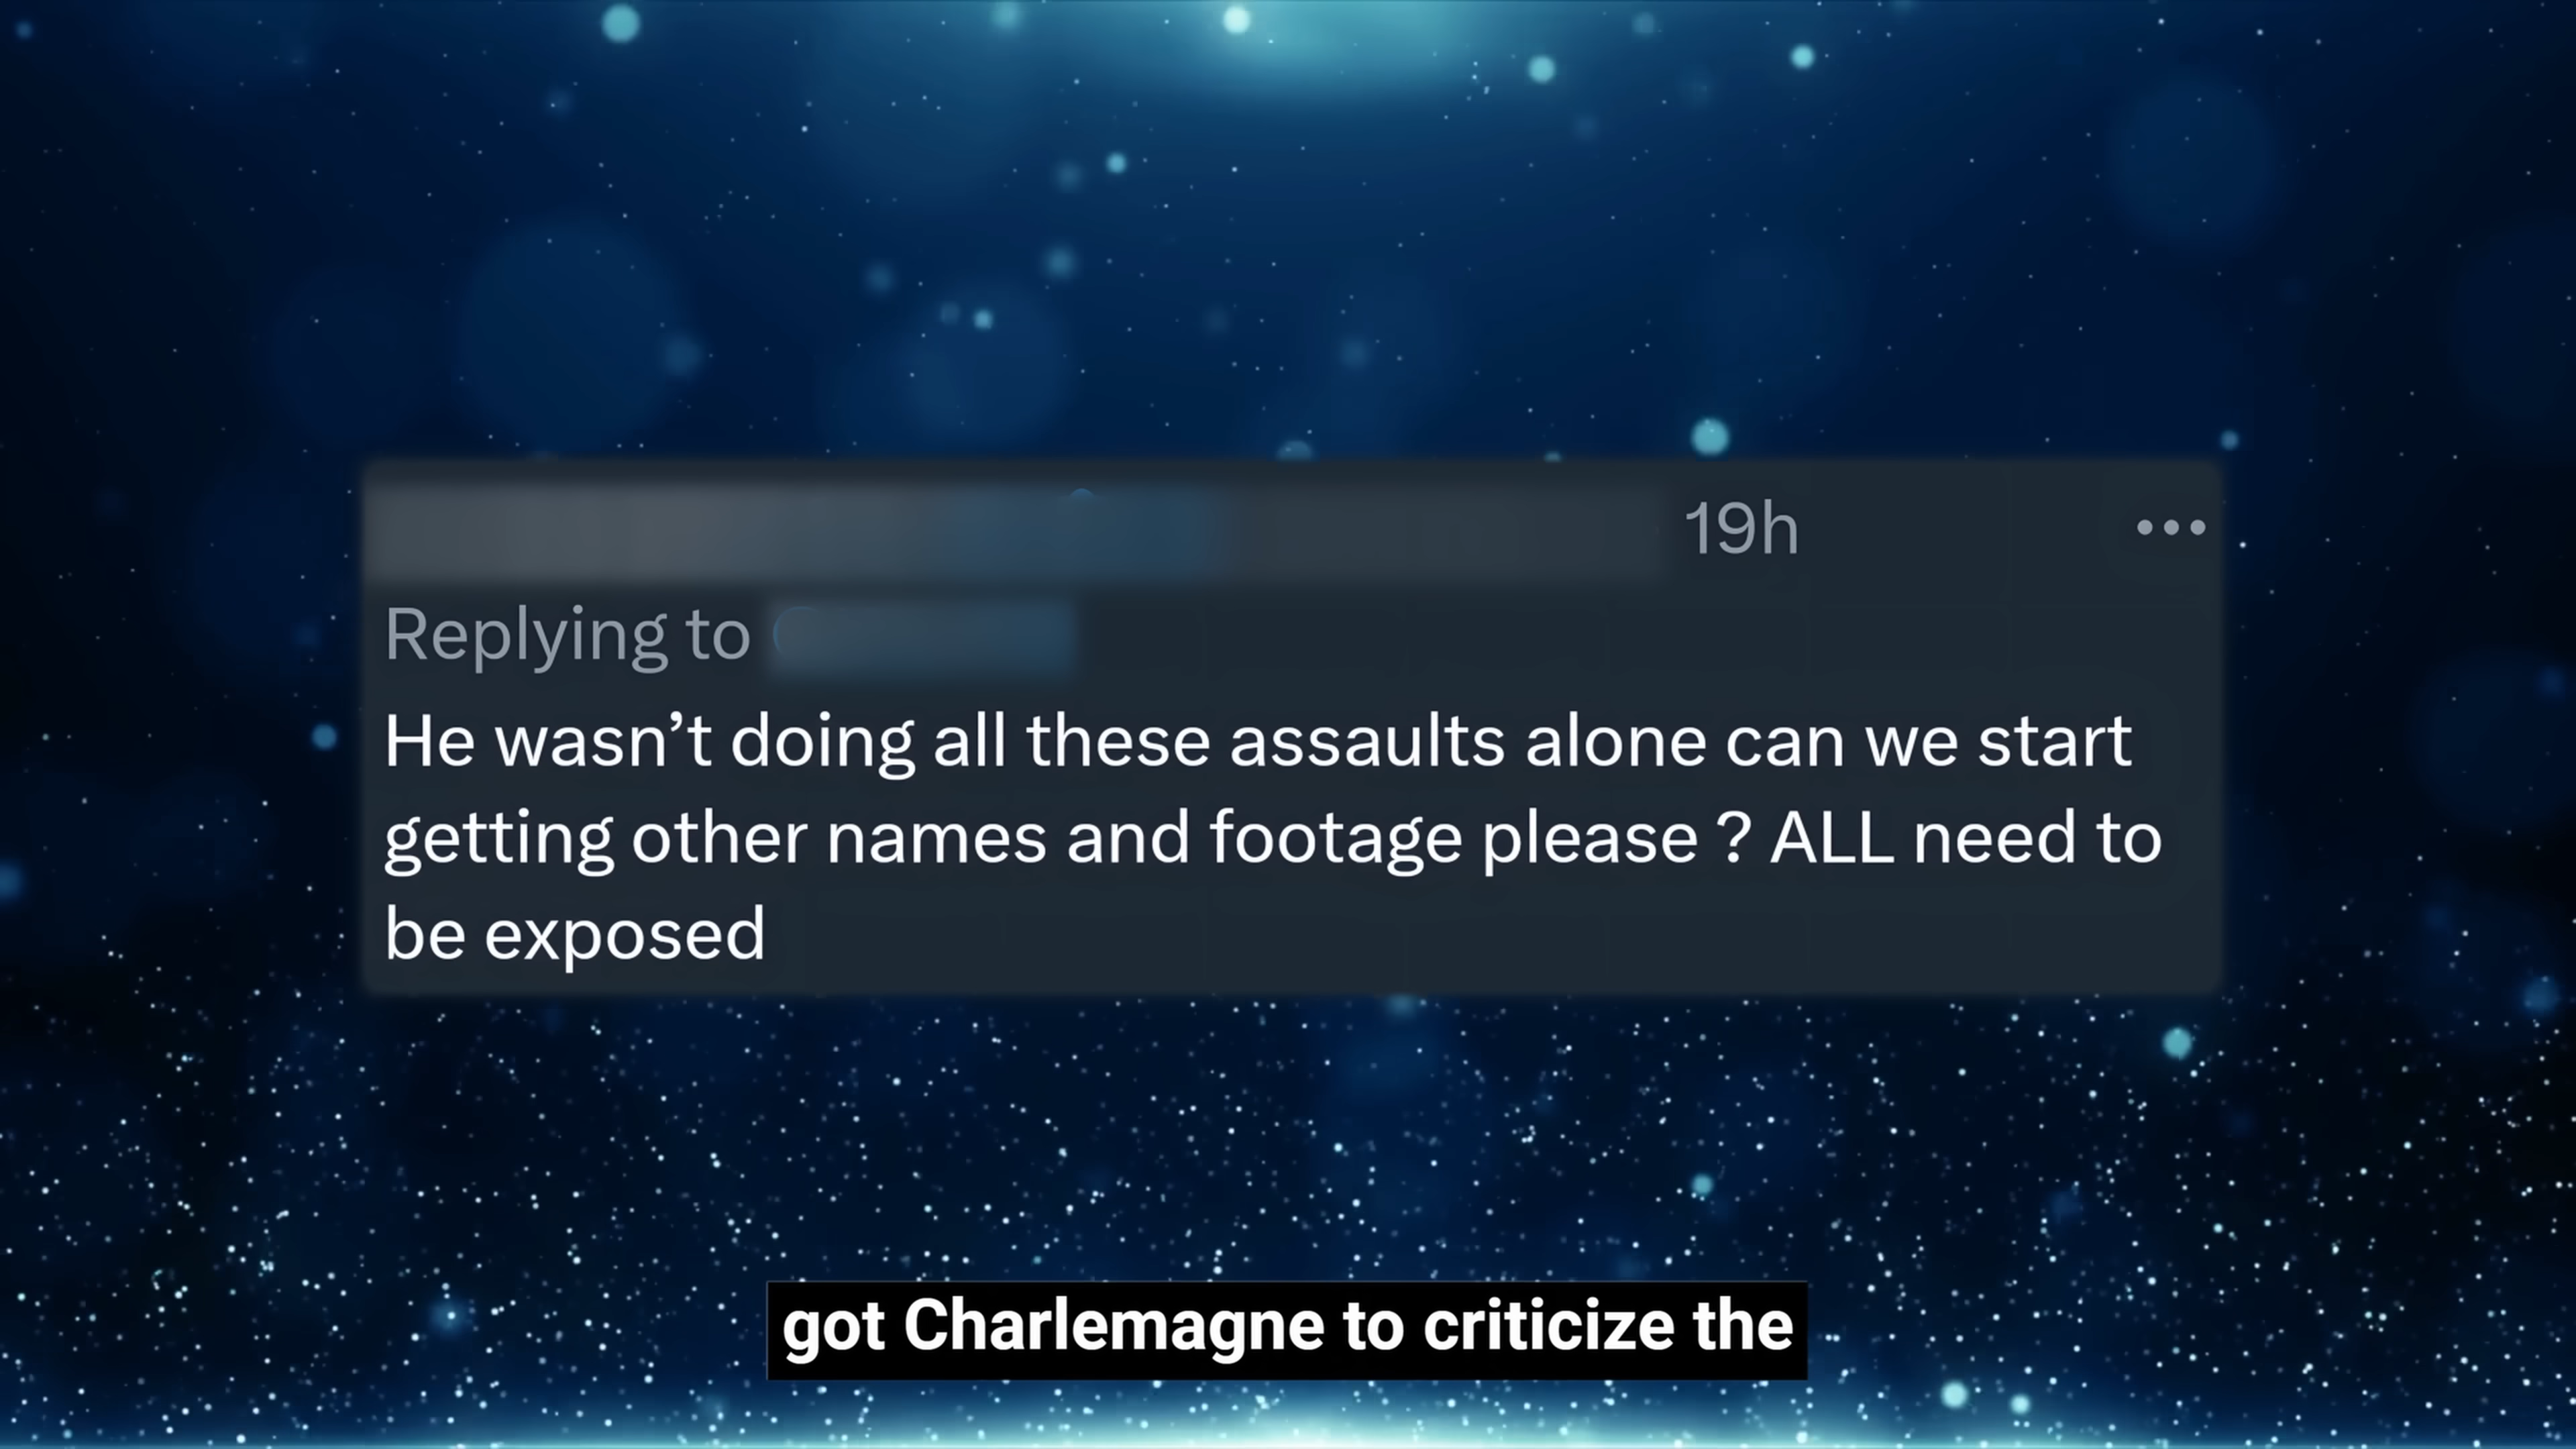 19h
Replying to
He wasn’t doing all these assaults alone can we start
getting other names and footage please ? ALL need to
be exposed
got Charlemagne to criticize the